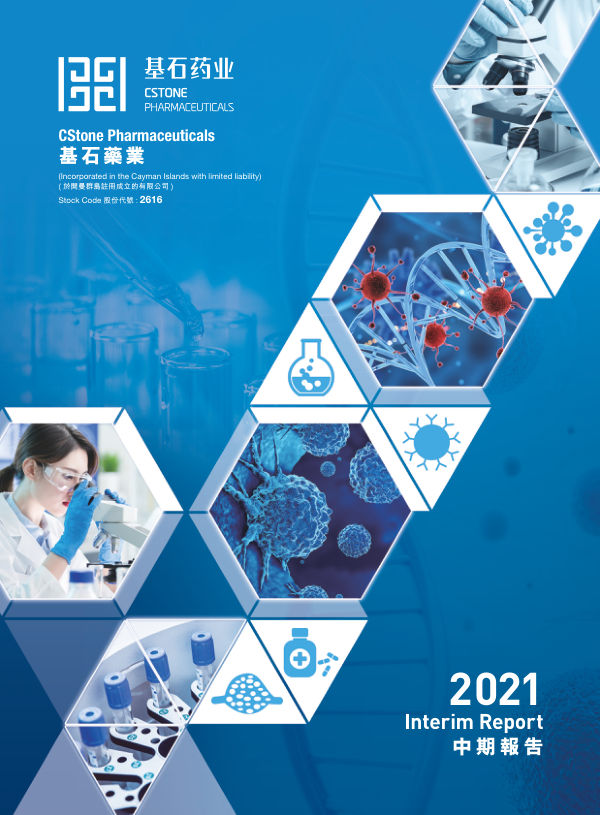 基石药业
CSTONE
PHARMACEUTICALS
CStone Pharmaceuticals
基石藥業
(Incorporated in the Cayman Islands with limited liability)
( 於開曼群島註冊成立的有限公司 )
Stock Code 股份代號 : 2616
2021
Interim Report
中期報告